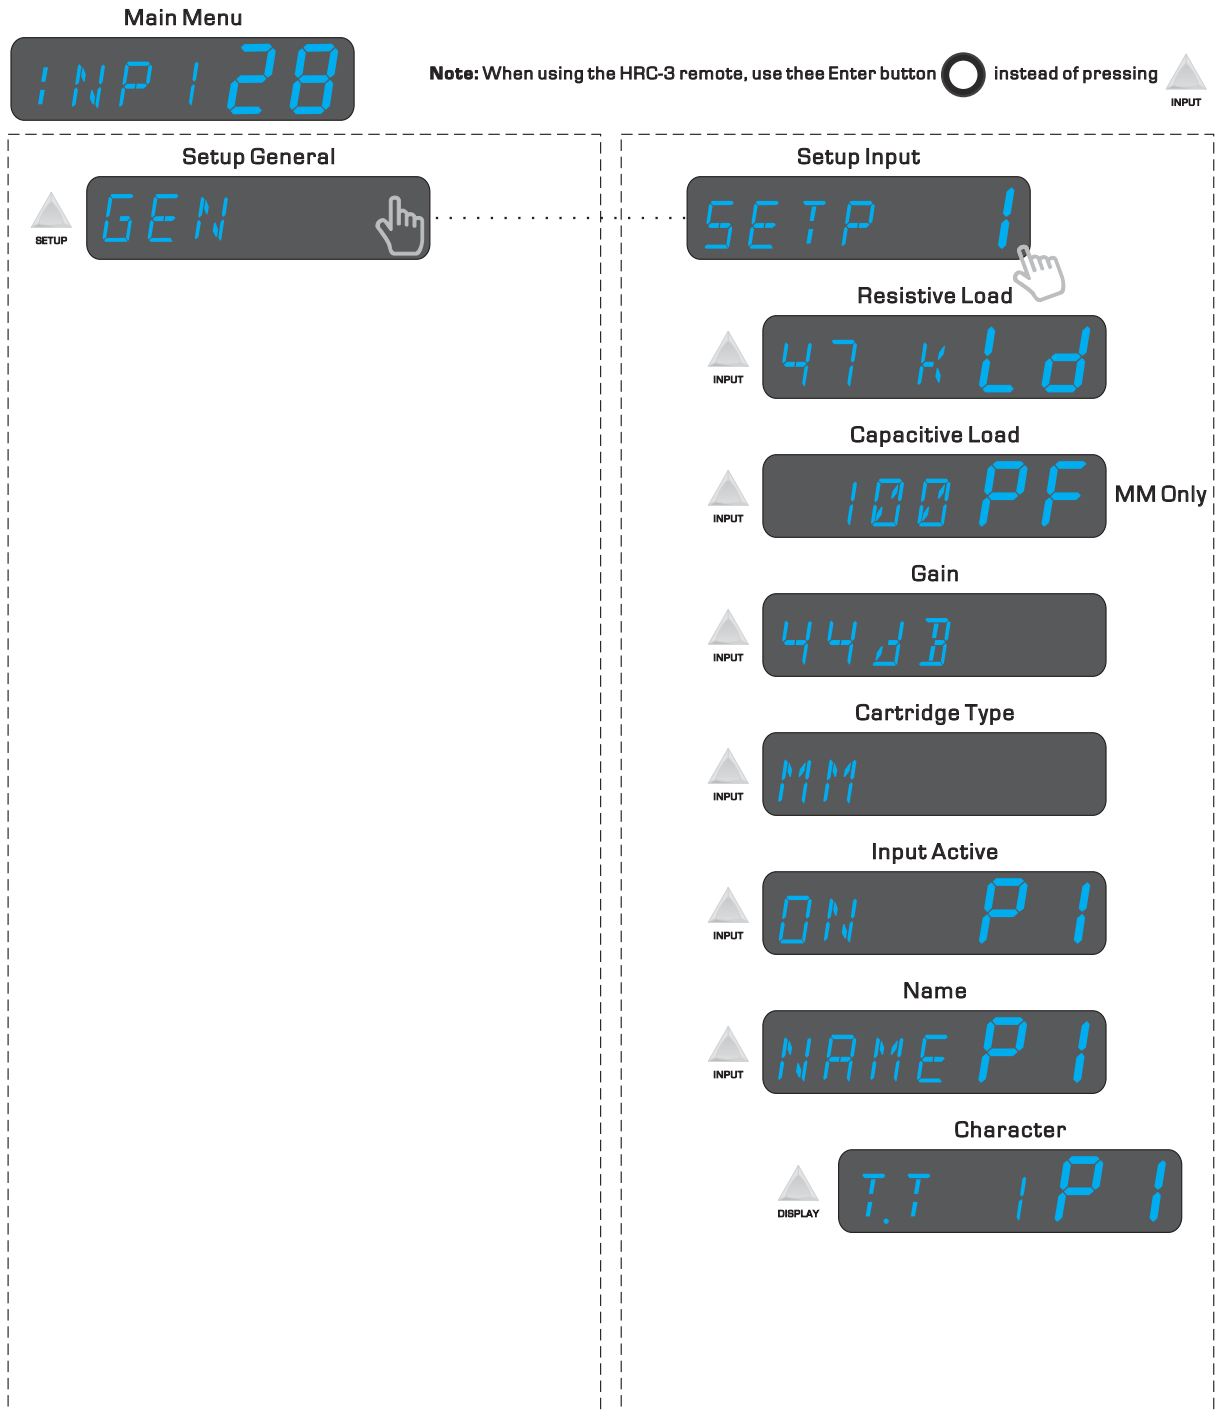 Main Menu
INP1 28
Note: When using the HRC-3 remote, use thee Enter button instead of pressing
INPUT
Setup General
SETUP
GEN
Setup Input
SETP 1
Resistive Load
INPUT
47 K Ld
Capacitive Load
INPUT
100 PF
MM Only
Gain
INPUT
44dB
Cartridge Type
INPUT
MM
Input Active
INPUT
ON P1
Name
INPUT
NAME P1
Character
DISPLAY
T.T 1 P1